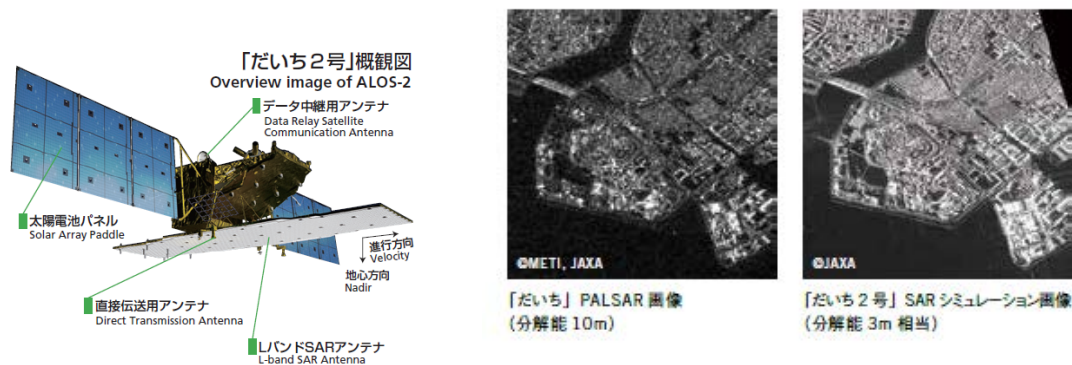 「だいち2号」概観図
Overview image of ALOS-2
データ中継用アンテナ
Data Relay Satellite
Communication Antenna
太陽電池パネル
Solar Array Paddle
進行方向
Velocity
地心方向
Nadir
直接伝送用アンテナ
Direct Transmission Antenna
LバンドSARアンテナ
L-band SAR Antenna
©METI, JAXA
「だいち」PALSAR 画像
(分解能 10m)
©JAXA
「だいち2号」SARシミュレーション画像
(分解能 3m 相当)